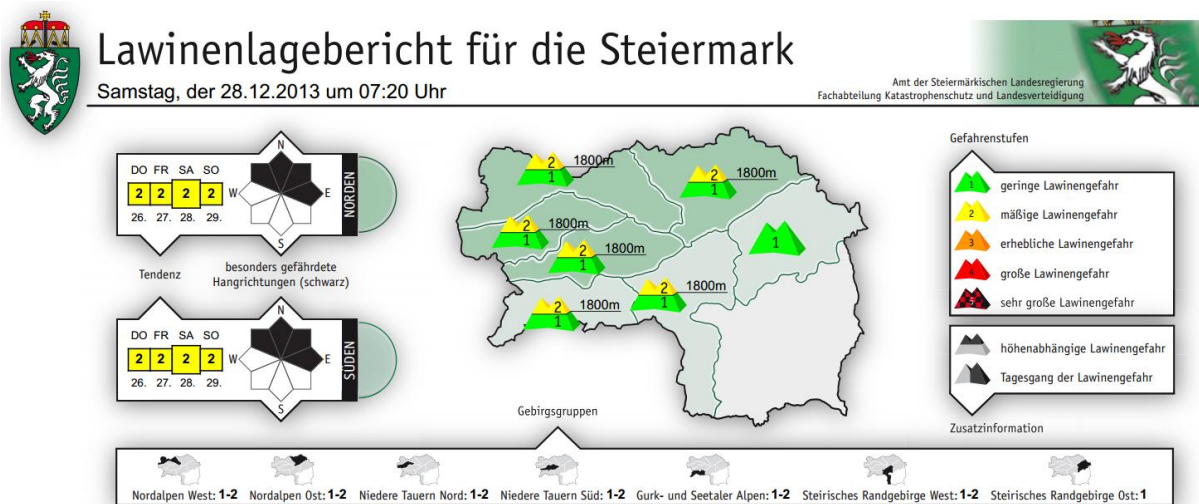 Lawinenlagebericht für die Steiermark
Samstag, der 28.12.2013 um 07:20 Uhr
Amt der Steiermärkischen Landesregierung
Fachabteilung Katastrophenschutz und Landesverteidigung
DO FR SA SO
2 2 2 2
26. 27. 28. 29.
N
W E
S
NORDEN
Tendenz
besonders gefährdete
Hangrichtungen (schwarz)
DO FR SA SO
2 2 2 2
26. 27. 28. 29.
N
W E
S
SÜDEN
2 1800m
1
2 1800m
1
2 1800m
1
1
2 1800m
1
2 1800m
1
2 1800m
1
Gefahrenstufen
1 geringe Lawinengefahr
2 mäßige Lawinengefahr
3 erhebliche Lawinengefahr
4 große Lawinengefahr
5 sehr große Lawinengefahr
höhenabhängige Lawinengefahr
Tagesgang der Lawinengefahr
Zusatzinformation
Gebirgsgruppen
Nordalpen West: 1-2 Nordalpen Ost: 1-2 Niedere Tauern Nord: 1-2 Niedere Tauern Süd: 1-2 Gurk- und Seetaler Alpen: 1-2 Steirisches Randgebirge West: 1-2 Steirisches Randgebirge Ost: 1